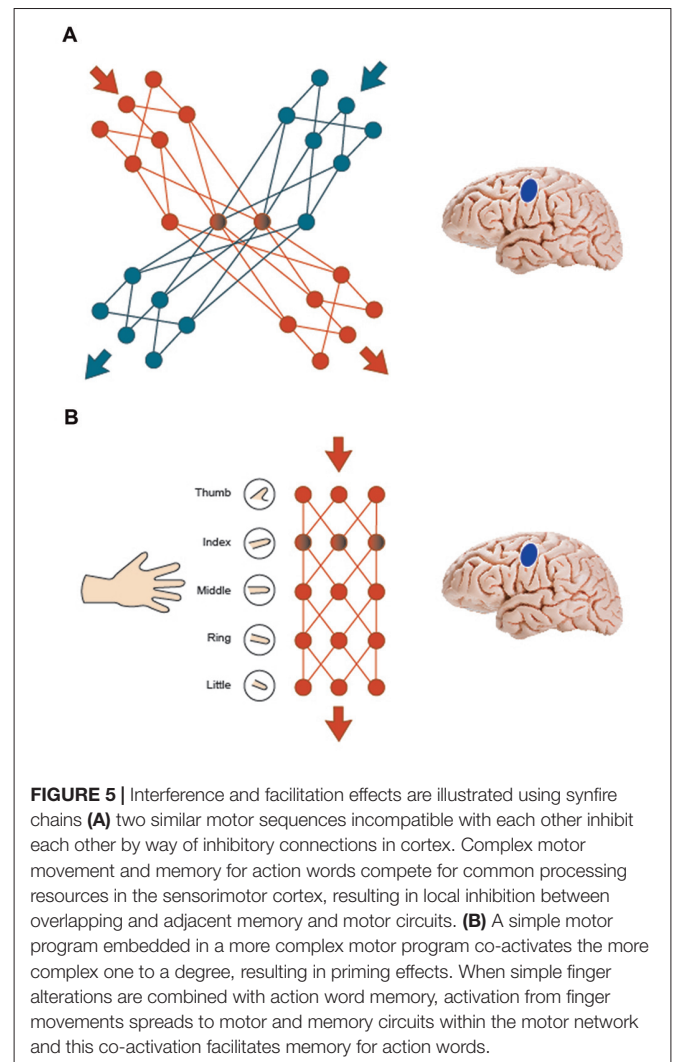 A
B
Thumb
Index
Middle
Ring
Little
FIGURE 5 | Interference and facilitation effects are illustrated using synfire
chains (A) two similar motor sequences incompatible with each other inhibit
each other by way of inhibitory connections in cortex. Complex motor
movement and memory for action words compete for common processing
resources in the sensorimotor cortex, resulting in local inhibition between
overlapping and adjacent memory and motor circuits. (B) A simple motor
program embedded in a more complex motor program co-activates the more
complex one to a degree, resulting in priming effects. When simple finger
alterations are combined with action word memory, activation from finger
movements spreads to motor and memory circuits within the motor network
and this co-activation facilitates memory for action words.